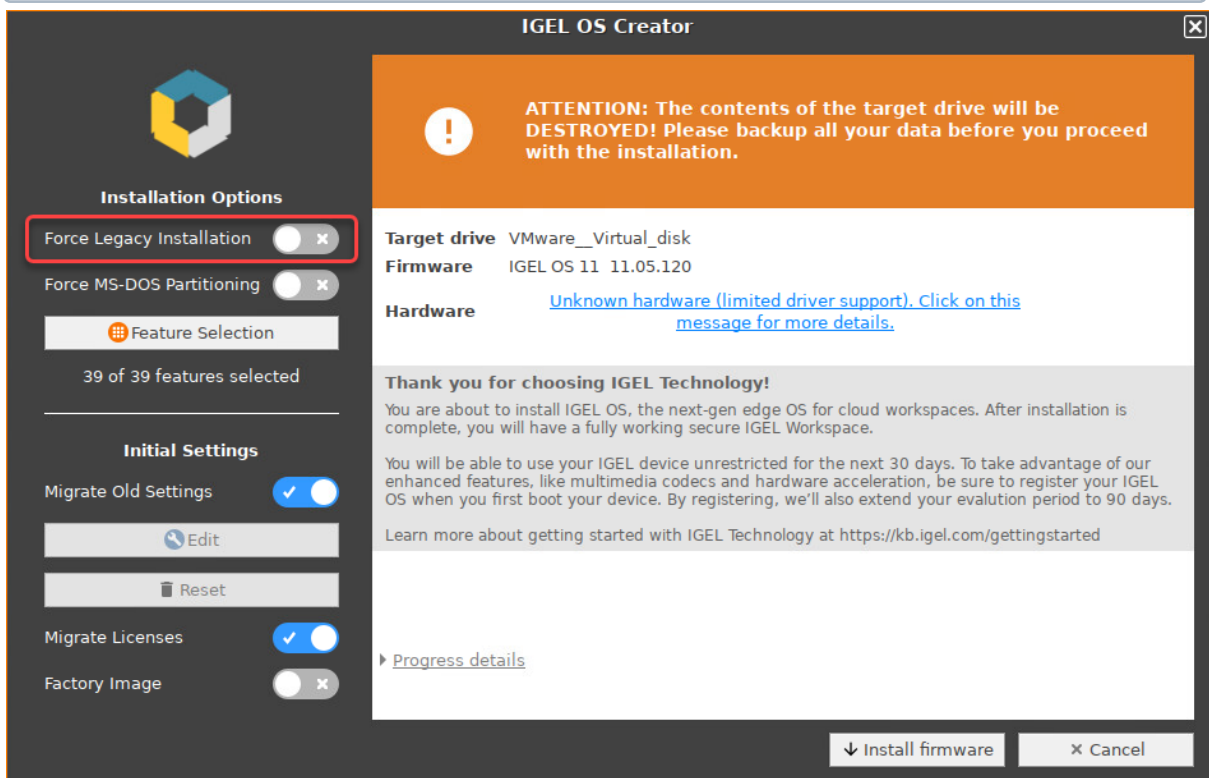 IGEL OS Creator
ATTENTION: The contents of the target drive will be
DESTROYED! Please backup all your data before you proceed
with the installation.
Installation Options
Force Legacy Installation
Force MS-DOS Partitioning
Feature Selection
39 of 39 features selected
Initial Settings
Migrate Old Settings
Edit
Reset
Migrate Licenses
Factory Image
Target drive VMware__Virtual_disk
Firmware IGEL OS 11 11.05.120
Hardware Unknown hardware (limited driver support). Click on this
message for more details.
Thank you for choosing IGEL Technology!
You are about to install IGEL OS, the next-gen edge OS for cloud workspaces. After installation is
complete, you will have a fully working secure IGEL Workspace.
You will be able to use your IGEL device unrestricted for the next 30 days. To take advantage of our
enhanced features, like multimedia codecs and hardware acceleration, be sure to register your IGEL
OS when you first boot your device. By registering, we'll also extend your evalution period to 90 days.
Learn more about getting started with IGEL Technology at https://kb.igel.com/gettingstarted
Progress details
Install firmware
Cancel